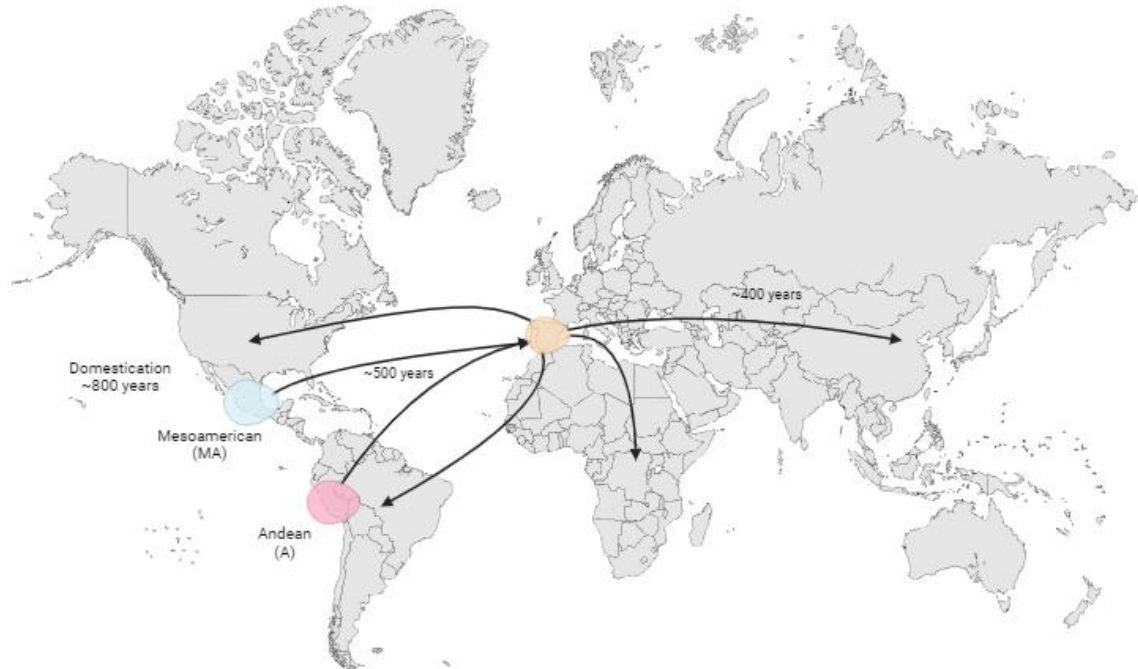 ~400 years
Domestication
~800 years
~500 years
Mesoamerican
(MA)
Andean
(A)